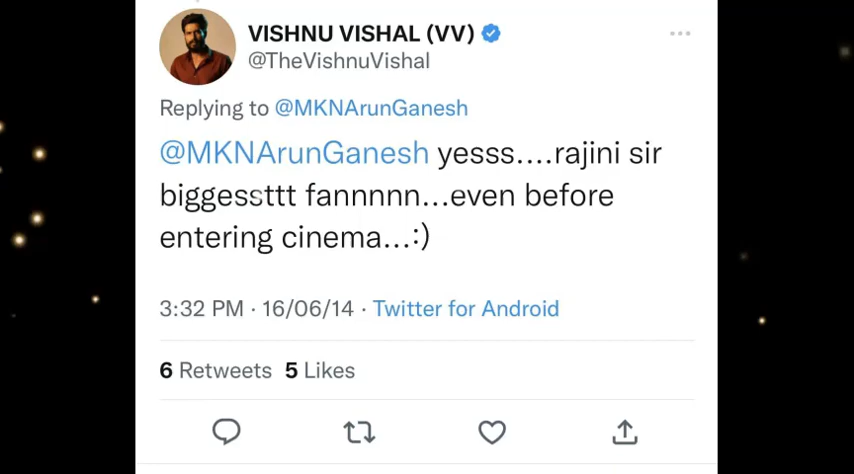 VISHNU VISHAL (VV)
@TheVishnuVishal
Replying to @MKNArunGanesh
@MKNArunGanesh yesss....rajini sir
biggessttt fannnnn...even before
entering cinema...:)
3:32 PM · 16/06/14 · Twitter for Android
6 Retweets 5 Likes